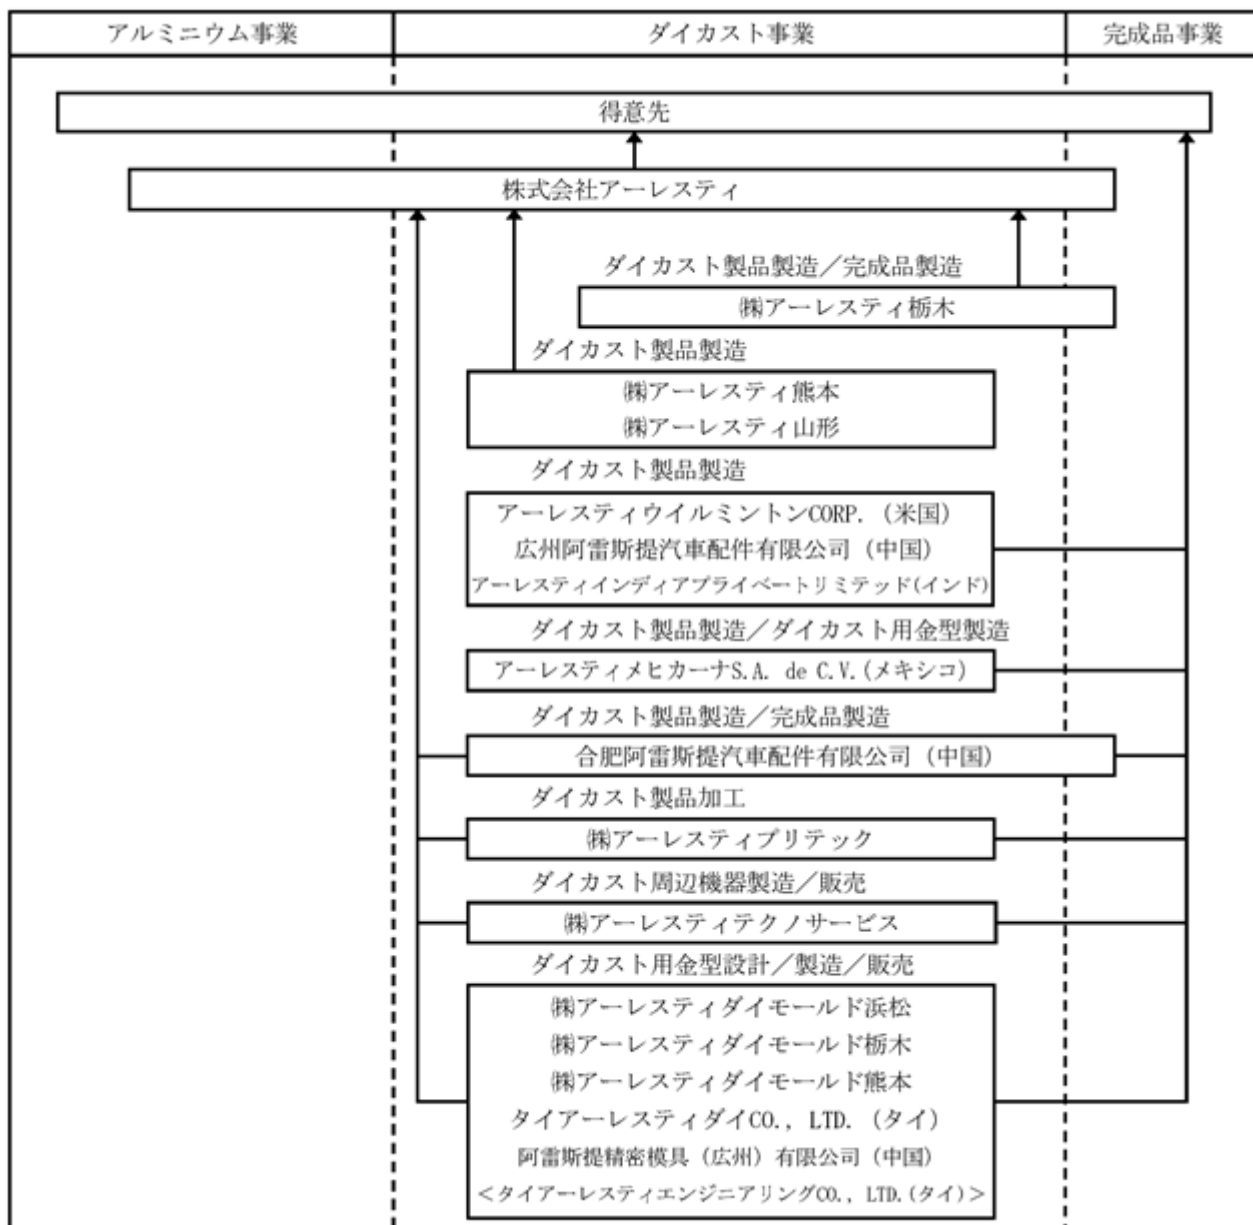 アルミニウム事業
ダイカスト事業
完成品事業
得意先
株式会社アーレスティ
ダイカスト製品製造／完成品製造
㈱アーレスティ栃木
ダイカスト製品製造
㈱アーレスティ熊本
㈱アーレスティ山形
ダイカスト製品製造
アーレスティウイルミントンCORP.（米国）
広州阿雷斯提汽車配件有限公司（中国）
アーレスティインディアプライベートリミテッド(インド)
ダイカスト製品製造／ダイカスト用金型製造
アーレスティメヒカーナS.A. de C.V.(メキシコ)
ダイカスト製品製造／完成品製造
合肥阿雷斯提汽車配件有限公司（中国）
ダイカスト製品加工
㈱アーレスティプリテック
ダイカスト周辺機器製造／販売
㈱アーレスティテクノサービス
ダイカスト用金型設計／製造／販売
㈱アーレスティダイモールド浜松
㈱アーレスティダイモールド栃木
㈱アーレスティダイモールド熊本
タイアーレスティダイCO., LTD.（タイ）
阿雷斯提精密模具（広州）有限公司（中国）
＜タイアーレスティエンジニアリングCO., LTD.(タイ)＞